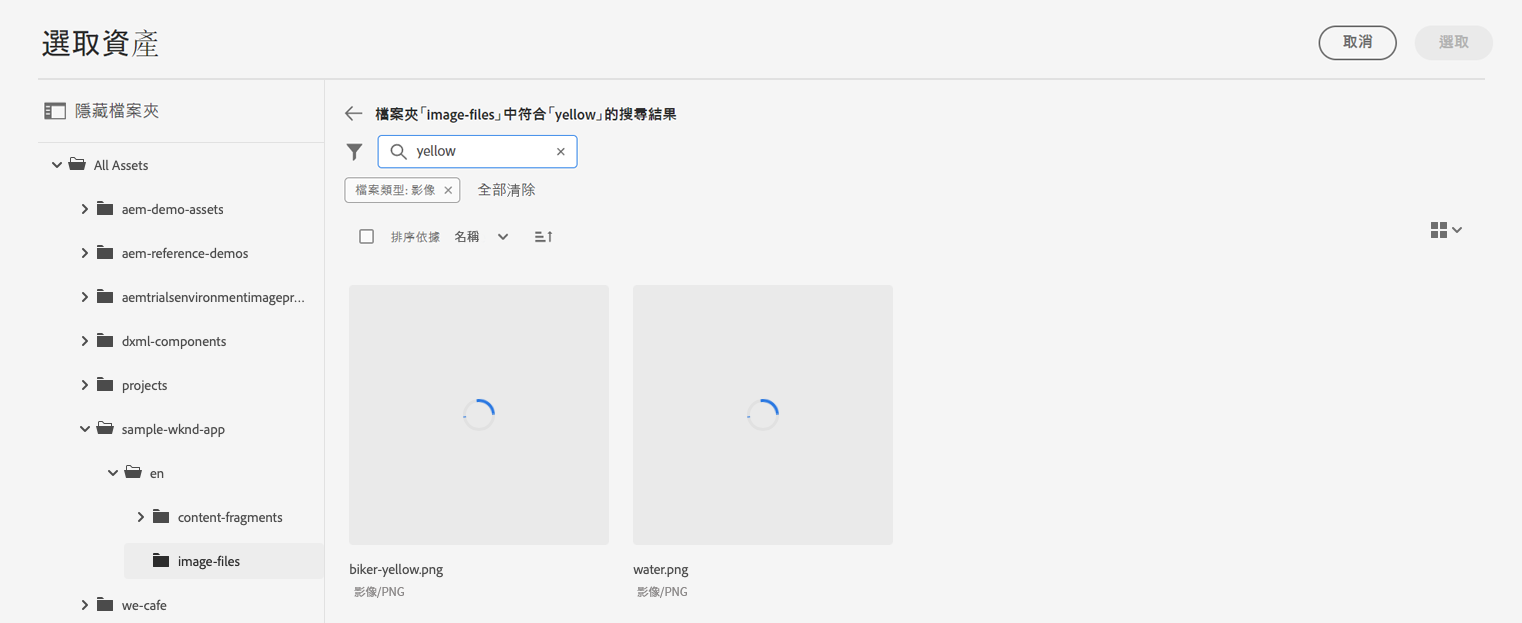 選取資產
取消
選取
隱藏檔案夾
All Assets
aem-demo-assets
aem-reference-demos
aemtrialsenvironmentimagepr...
dxml-components
projects
sample-wknd-app
en
content-fragments
image-files
we-cafe
檔案夾「image-files」中符合「yellow」的搜尋結果
yellow
檔案類型: 影像
全部清除
排序依據 名稱
biker-yellow.png
影像/PNG
water.png
影像/PNG